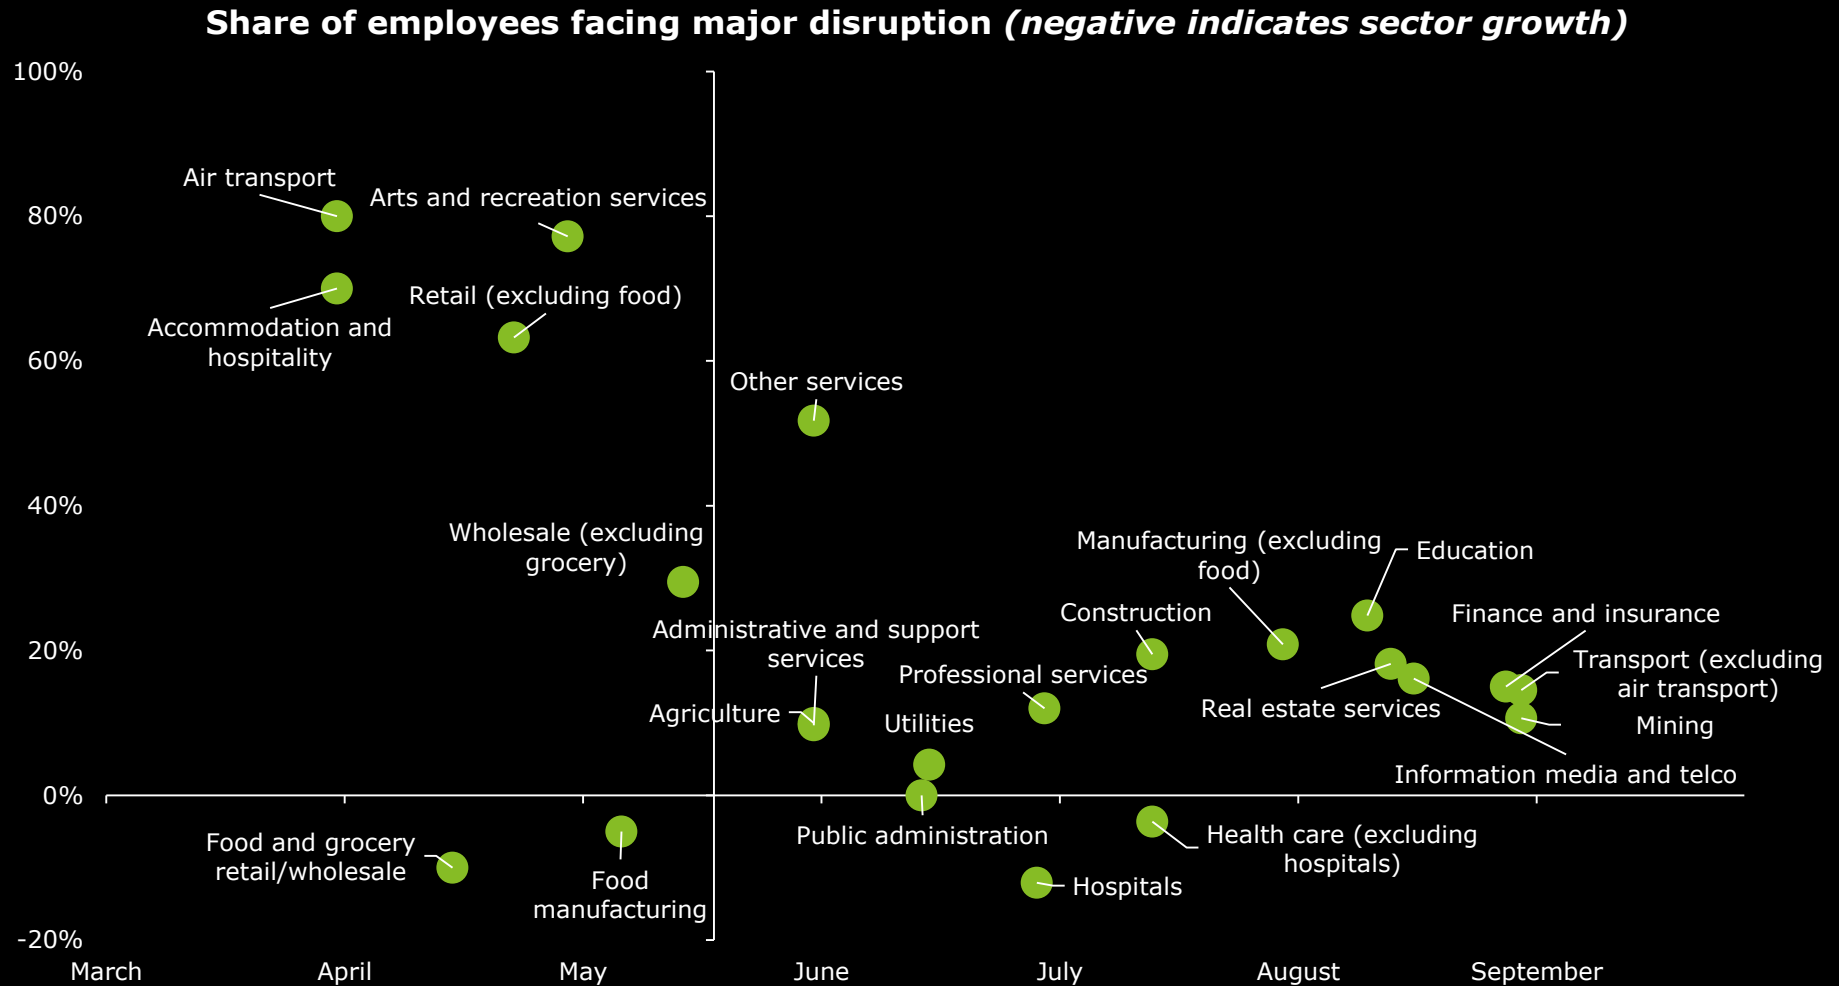 Share of employees facing major disruption (negative indicates sector growth)
100%
80%
60%
40%
20%
0%
-20%
Air transport
Arts and recreation services
Retail (excluding food)
Accommodation and
hospitality
Other services
Wholesale (excluding
grocery)
Manufacturing (excluding
food)
Education
Construction
Finance and insurance
Administrative and support
services
Professional services
Transport (excluding
air transport)
Agriculture
Utilities
Real estate services
Mining
Information media and telco
Food and grocery
retail/wholesale
Public administration
Health care (excluding
hospitals)
Food
manufacturing
Hospitals
March
April
May
June
July
August
September